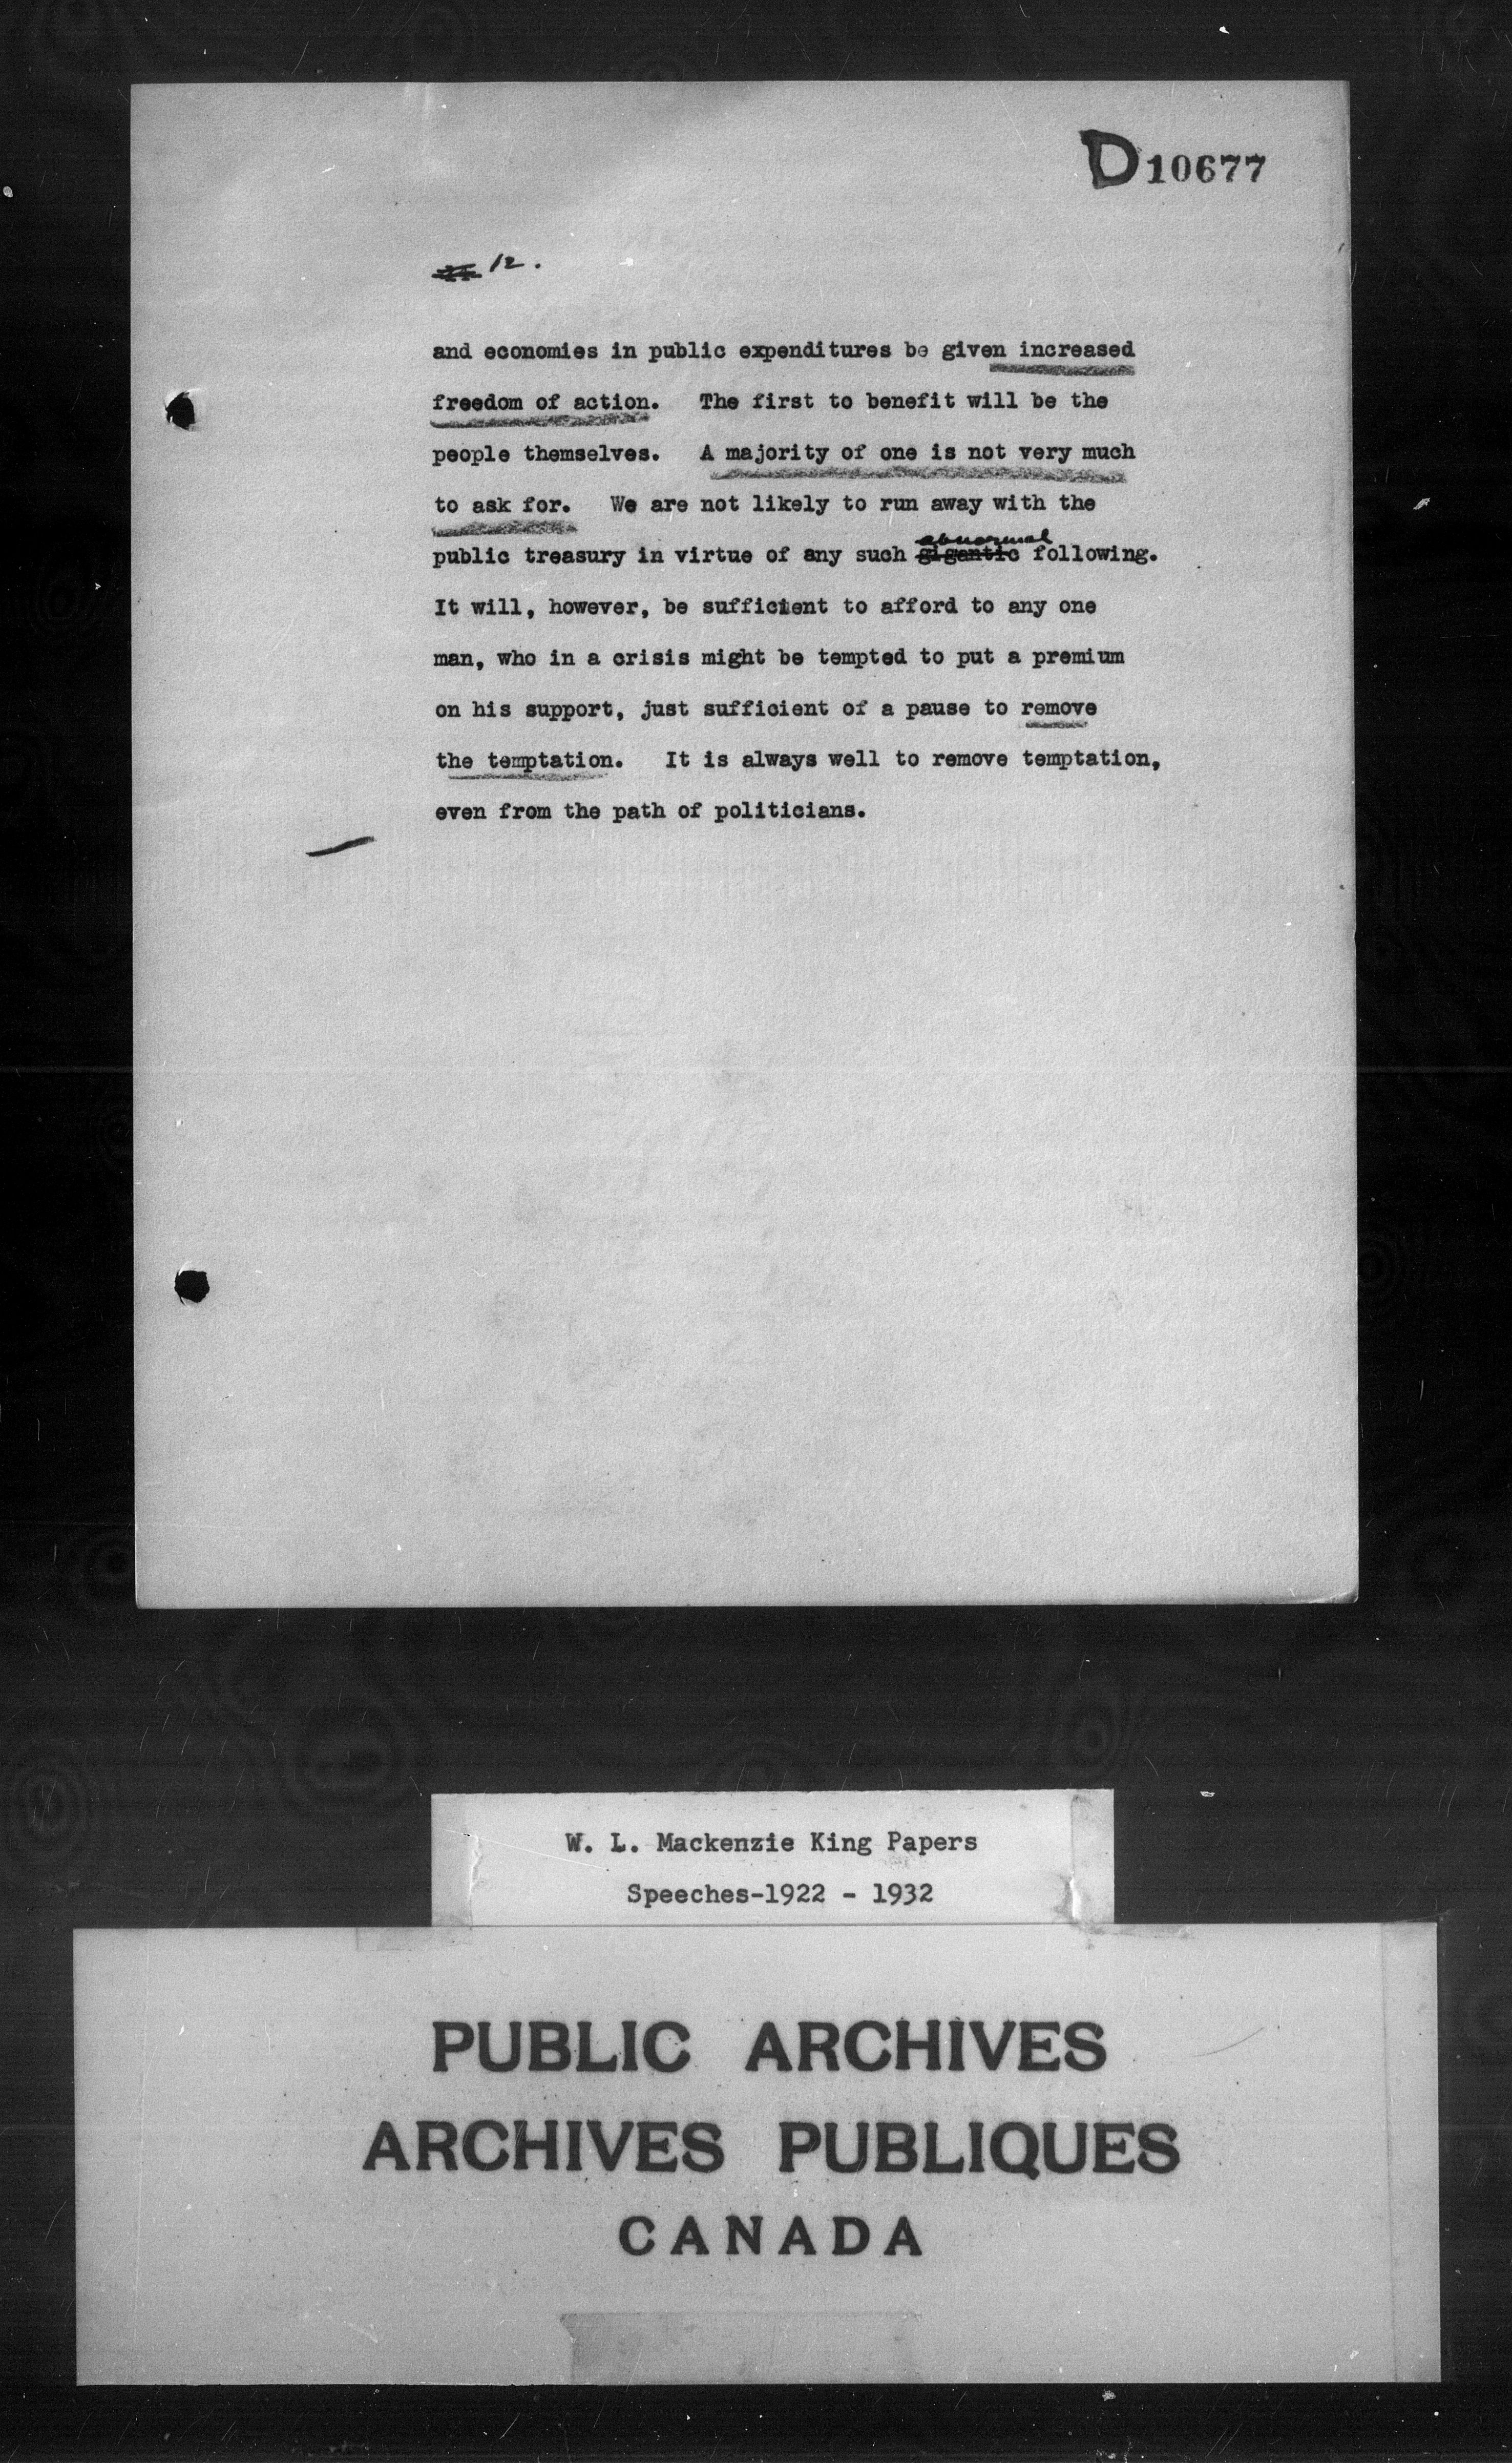 D10677
12.
and economies in public expenditures be given increased
freedom of action. The first to benefit will be the
people themselves. A majority of one is not very much
to ask for. We are not likely to run away with the
abnormal
public treasury in virtue of any such gigantic following.
It will, however, be sufficient to afford to any one
man, who in a crisis might be tempted to put a premium
on his support, just sufficient of a pause to remove
the temptation. It is always well to remove temptation,
even from the path of politicians.
W. L. Mackenzie King Papers
Speeches-1922 - 1932
PUBLIC ARCHIVES
ARCHIVES PUBLIQUES
CANADA